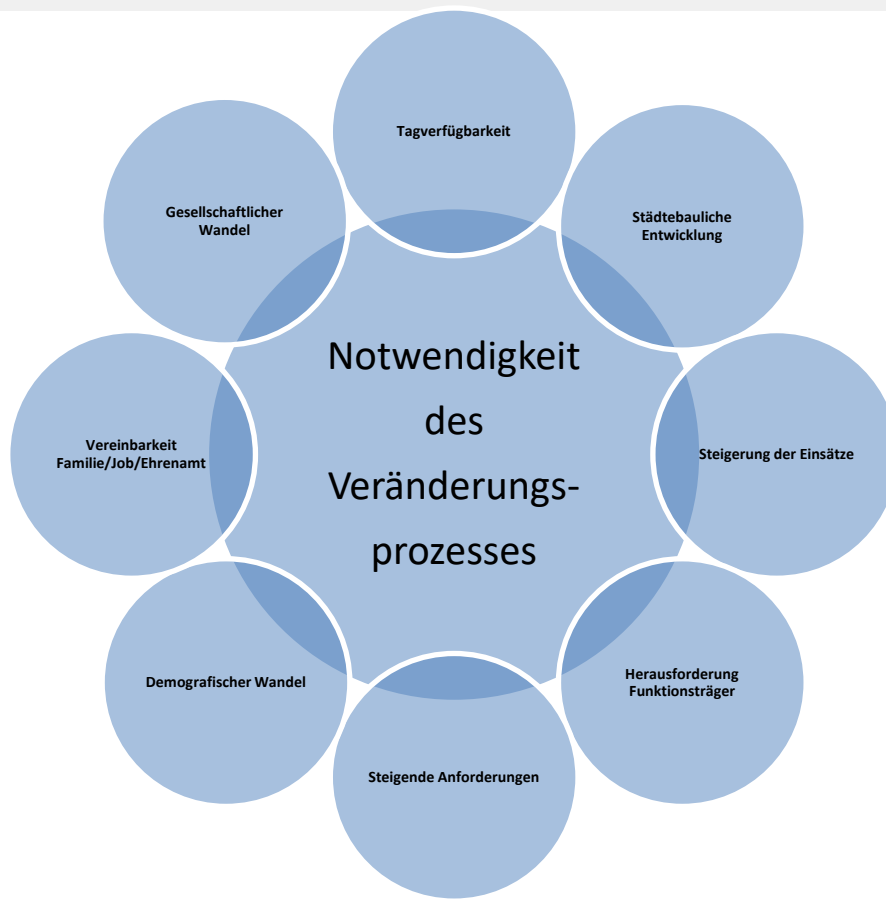 Tagverfügbarkeit
Gesellschaftlicher
Wandel
Städtebauliche
Entwicklung
Notwendigkeit
des
Veränderungs-
prozesses
Vereinbarkeit
Familie/Job/Ehrenamt
Steigerung der Einsätze
Demografischer Wandel
Herausforderung
Funktionsträger
Steigende Anforderungen